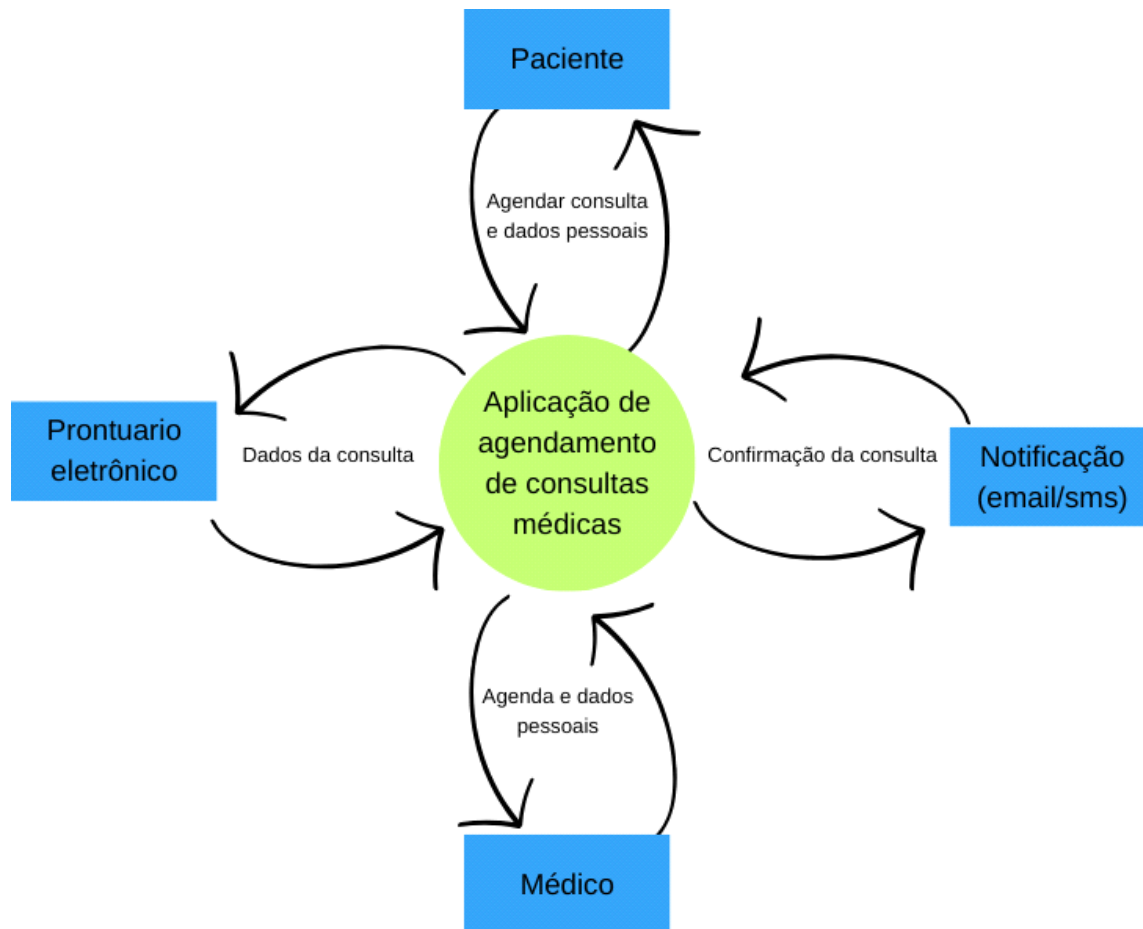 Paciente
Agendar consulta
e dados pessoais
Prontuario
eletrônico
Dados da consulta
Aplicação de
agendamento
de consultas
médicas
Confirmação da consulta
Notificação
(email/sms)
Agenda e dados
pessoais
Médico